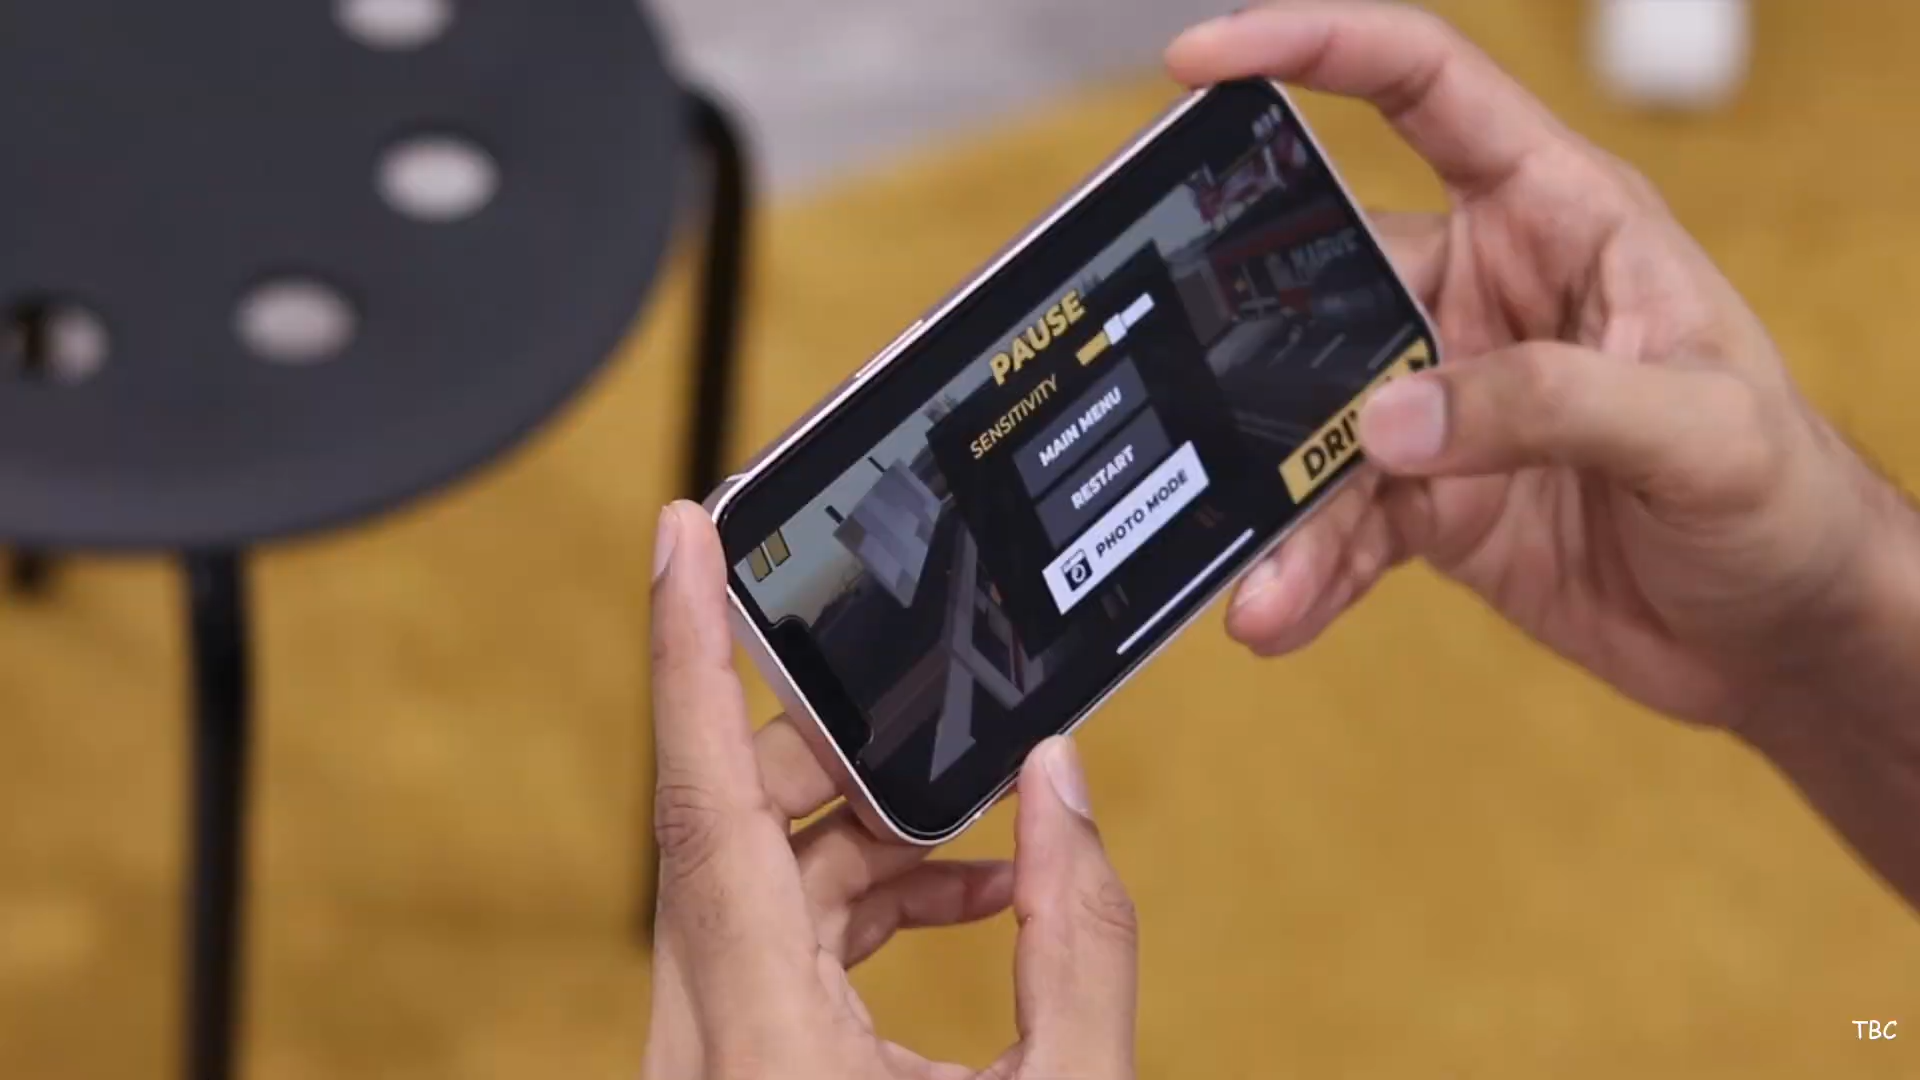 PAUSE
SENSITIVITY
MAIN MENU
RESTART
PHOTO MODE
TBC